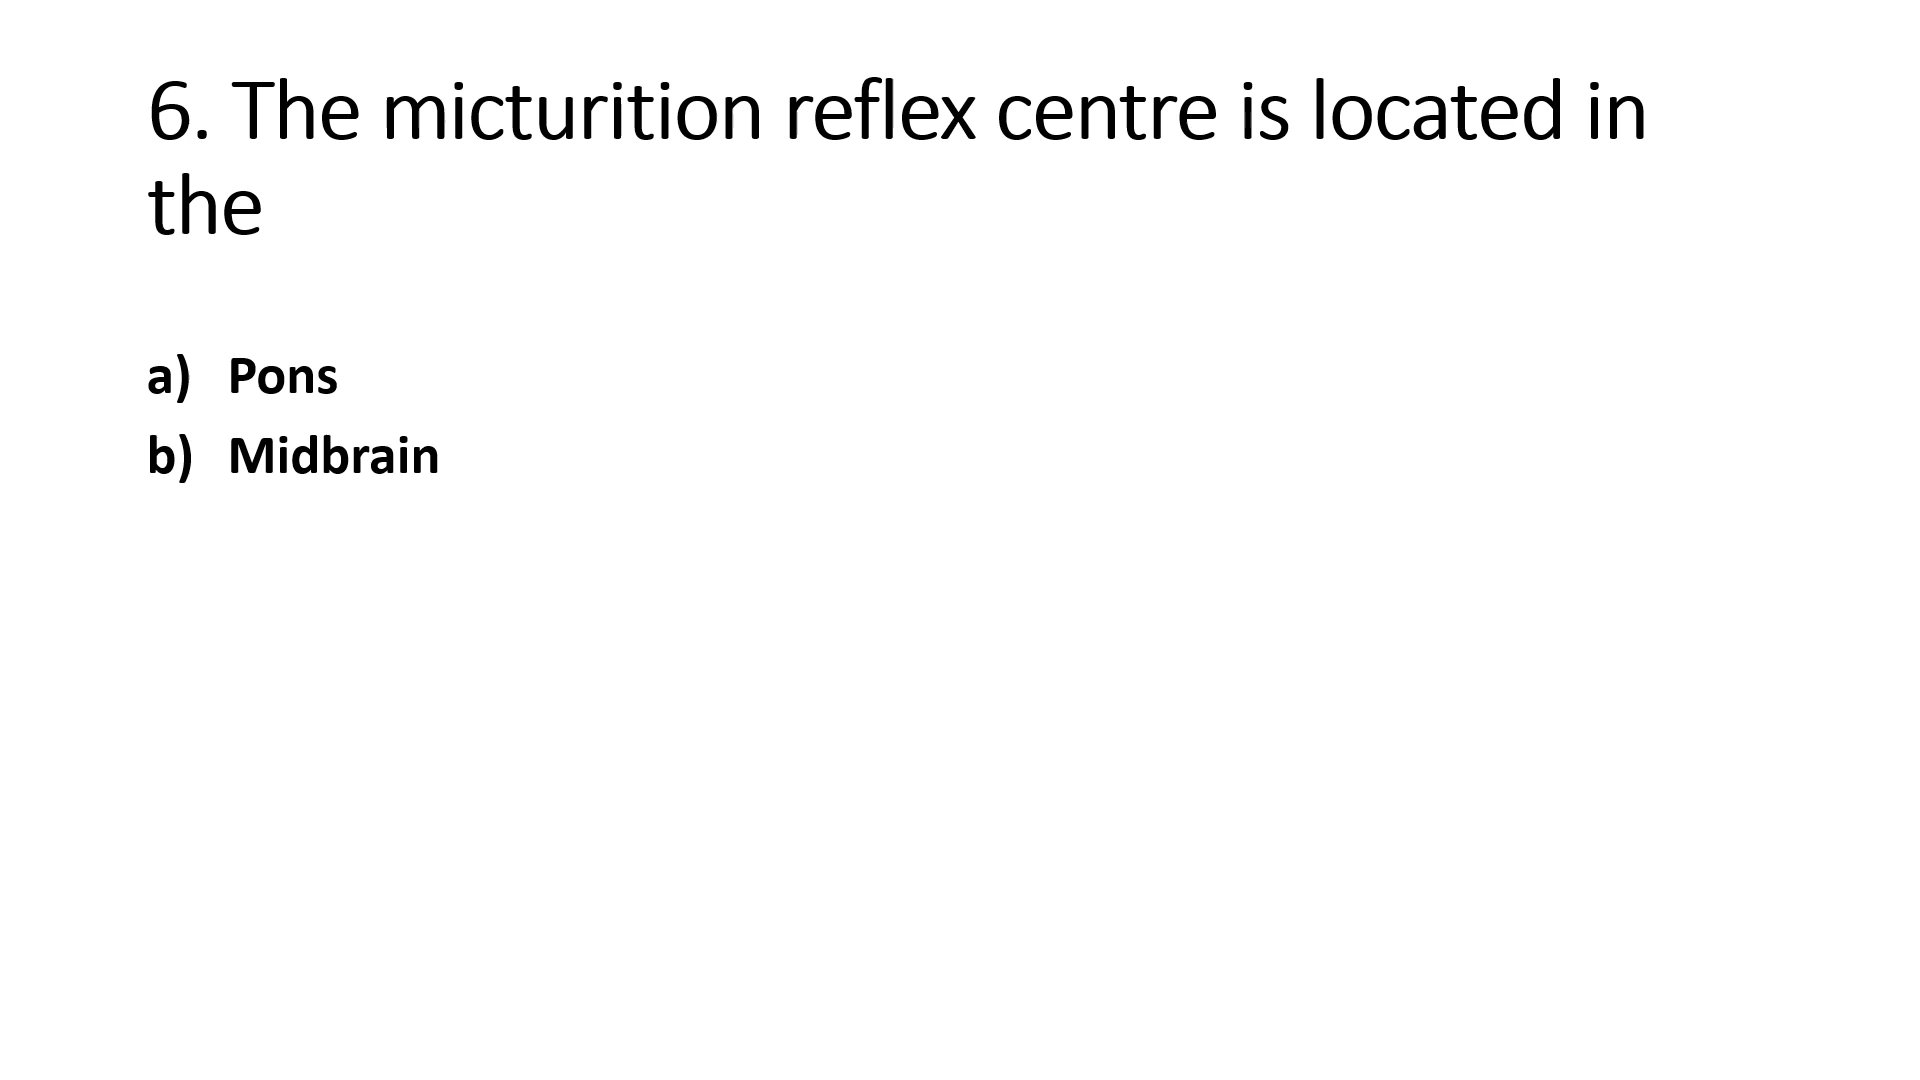 6. The micturition reflex centre is located in
the
a) Pons
b) Midbrain